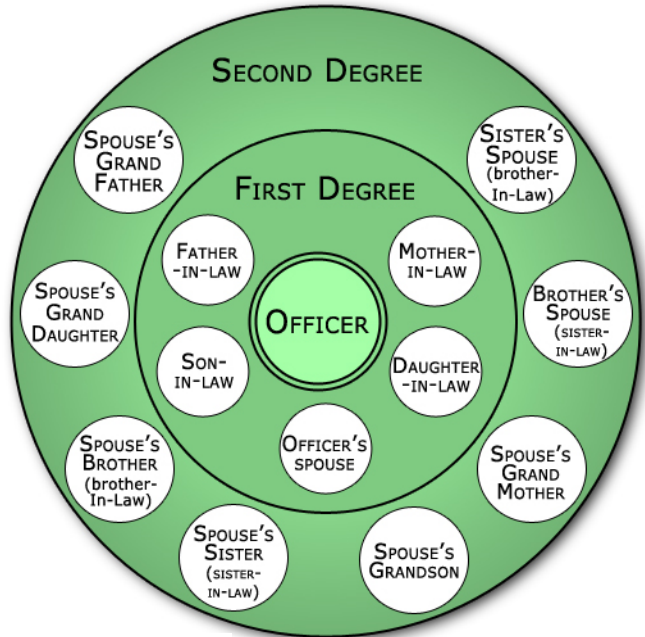 SECOND DEGREE
SPOUSE'S
GRAND
FATHER
SISTER'S
SPOUSE
(brother-
In-Law)
FIRST DEGREE
FATHER
-IN-LAW
MOTHER-
IN-LAW
OFFICER
SPOUSE'S
GRAND
DAUGHTER
BROTHER'S
SPOUSE
(SISTER-
IN-LAW)
SON-
IN-LAW
DAUGHTER
-IN-LAW
OFFICER'S
SPOUSE
SPOUSE'S
BROTHER
(brother-
In-Law)
SPOUSE'S
GRAND
MOTHER
SPOUSE'S
SISTER
(SISTER-
IN-LAW)
SPOUSE'S
GRANDSON